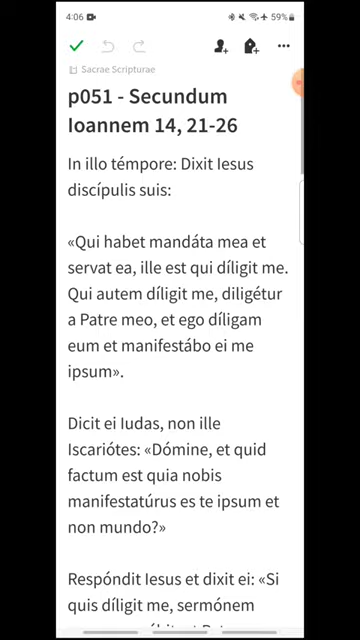 4:06
59%
Sacrae Scripturae
p051 - Secundum
Ioannem 14, 21-26
In illo témpore: Dixit Iesus
discípulis suis:
«Qui habet mandáta mea et
servat ea, ille est qui díligit me.
Qui autem díligit me, diligétur
a Patre meo, et ego díligam
eum et manifestábo ei me
ipsum».
Dicit ei Iudas, non ille
Iscariótes: «Dómine, et quid
factum est quia nobis
manifestatúrus es te ipsum et
non mundo?»
Respóndit Iesus et dixit ei: «Si
quis díligit me, sermónem